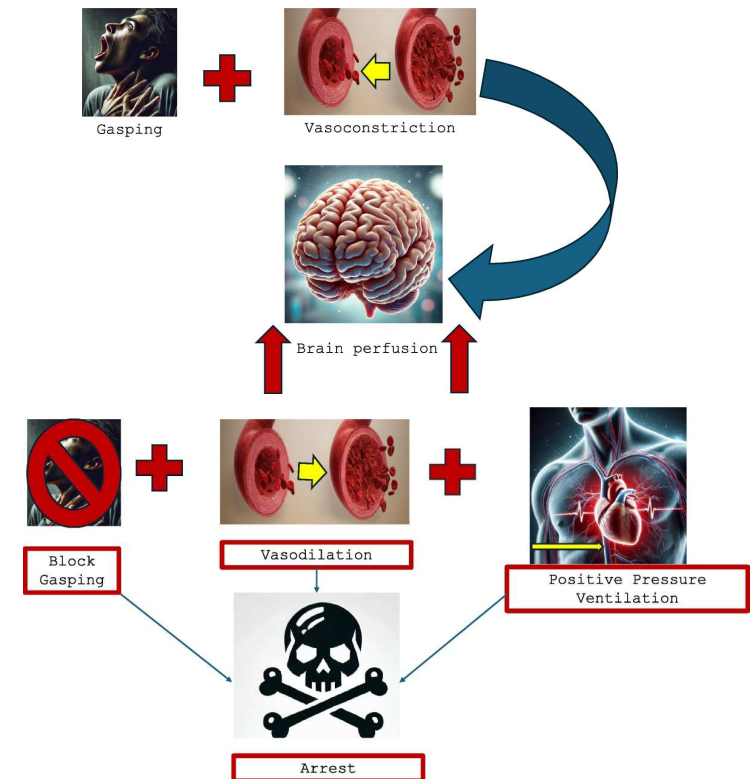 Gasping
Vasoconstriction
Brain perfusion
Block
Gasping
Vasodilation
Positive Pressure
Ventilation
Arrest